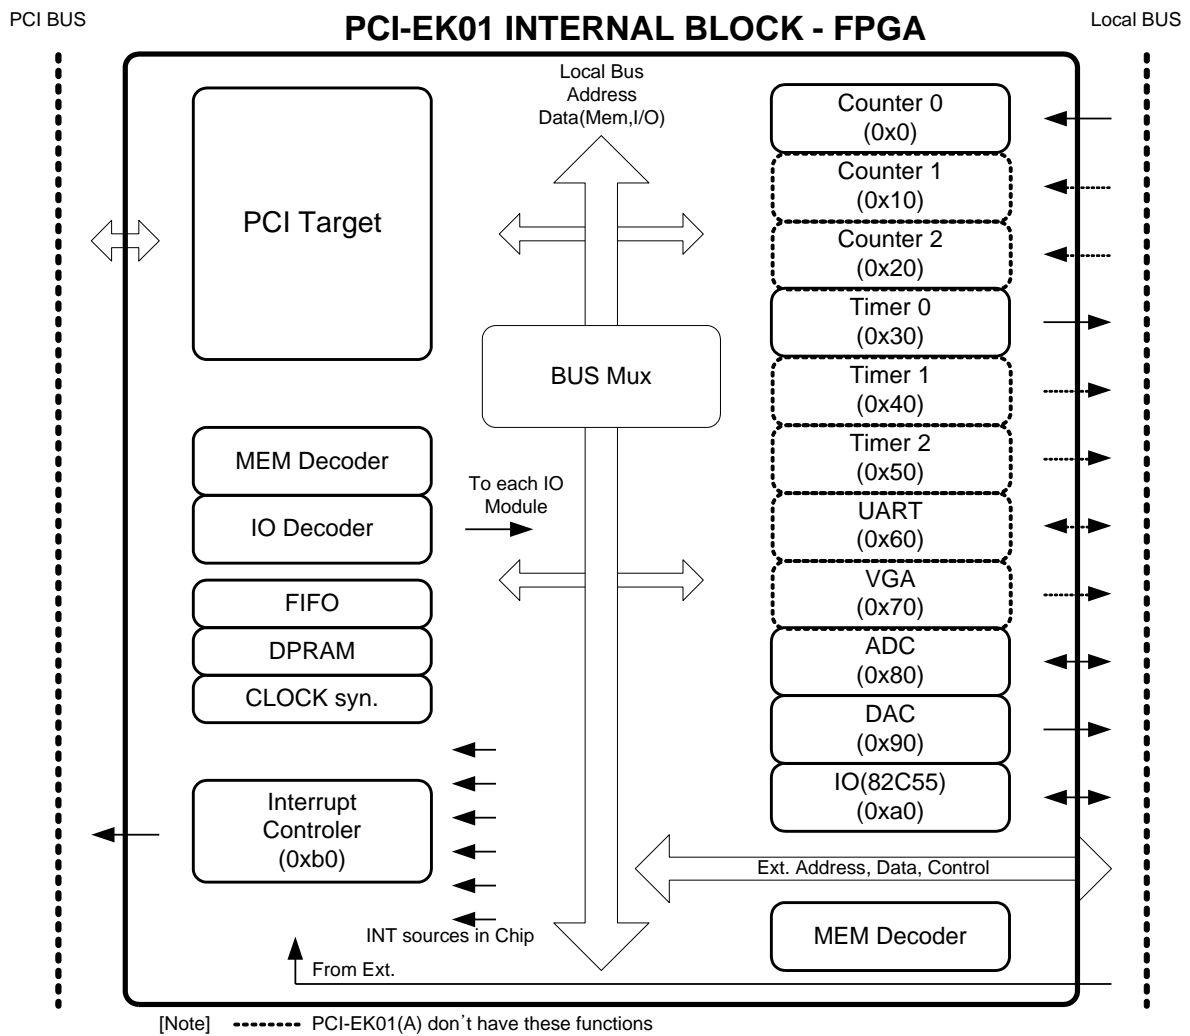 PCI BUS
PCI-EK01 INTERNAL BLOCK - FPGA
Local BUS
Local Bus
Address
Data(Mem,I/O)
PCI Target
BUS Mux
MEM Decoder
IO Decoder
To each IO
Module
FIFO
DPRAM
CLOCK syn.
Interrupt
Controler
(0xb0)
INT sources in Chip
From Ext.
Counter 0
(0x0)
Counter 1
(0x10)
Counter 2
(0x20)
Timer 0
(0x30)
Timer 1
(0x40)
Timer 2
(0x50)
UART
(0x60)
VGA
(0x70)
ADC
(0x80)
DAC
(0x90)
IO(82C55)
(0xa0)
Ext. Address, Data, Control
MEM Decoder
[Note] PCI-EK01(A) don’t have these functions